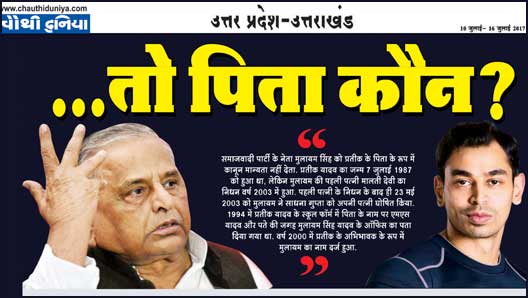 www.chauthiduniya.com
चौथी दुनिया
उत्तर प्रदेश-उत्तराखंड
10 जुलाई- 16 जुलाई 2017
...तो पिता कौन?
समाजवादी पार्टी के नेता मुलायम सिंह को प्रतीक के पिता के रूप में
कानून मान्यता नहीं देता. प्रतीक यादव का जन्म 7 जुलाई 1987
को हुआ था, लेकिन मुलायम की पहली पत्नी मालती देवी का
निधन वर्ष 2003 में हुआ. पहली पत्नी के निधन के बाद ही 23 मई
2003 को मुलायम ने साधना गुप्ता को अपनी पत्नी घोषित किया.
1994 में प्रतीक यादव के स्कूल फॉर्म में पिता के नाम पर एमएस
यादव और पते की जगह मुलायम सिंह यादव के ऑफिस का पता
दिया गया था. वर्ष 2000 में प्रतीक के अभिभावक के रूप में
मुलायम का नाम दर्ज हुआ.